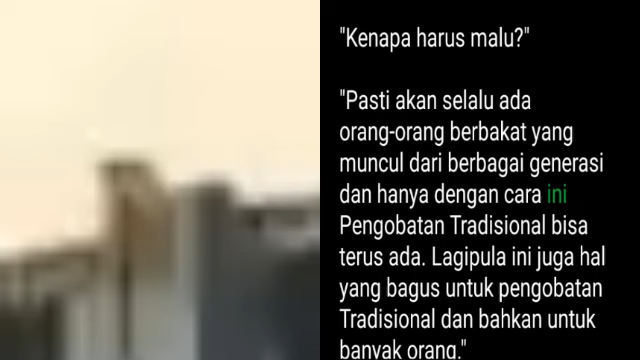 "Kenapa harus malu?"
"Pasti akan selalu ada
orang-orang berbakat yang
muncul dari berbagai generasi
dan hanya dengan cara ini
Pengobatan Tradisional bisa
terus ada. Lagipula ini juga hal
yang bagus untuk pengobatan
Tradisional dan bahkan untuk
banyak orang."